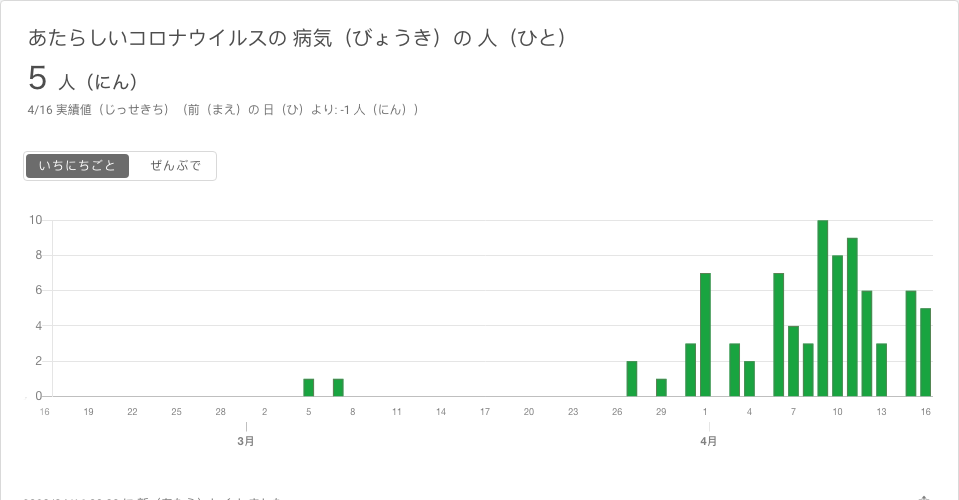 あたらしいコロナウイルスの 病気（びょうき）の 人（ひと）
5 人（にん）
4/16 実績値（じっせきち）（前（まえ）の 日（ひ）より: -1 人（にん））
いちにちごと ぜんぶで
10
8
6
4
2
0
16 19 22 25 28 2 5 8 11 14 17 20 23 26 29 1 4 7 10 13 16
3月 4月